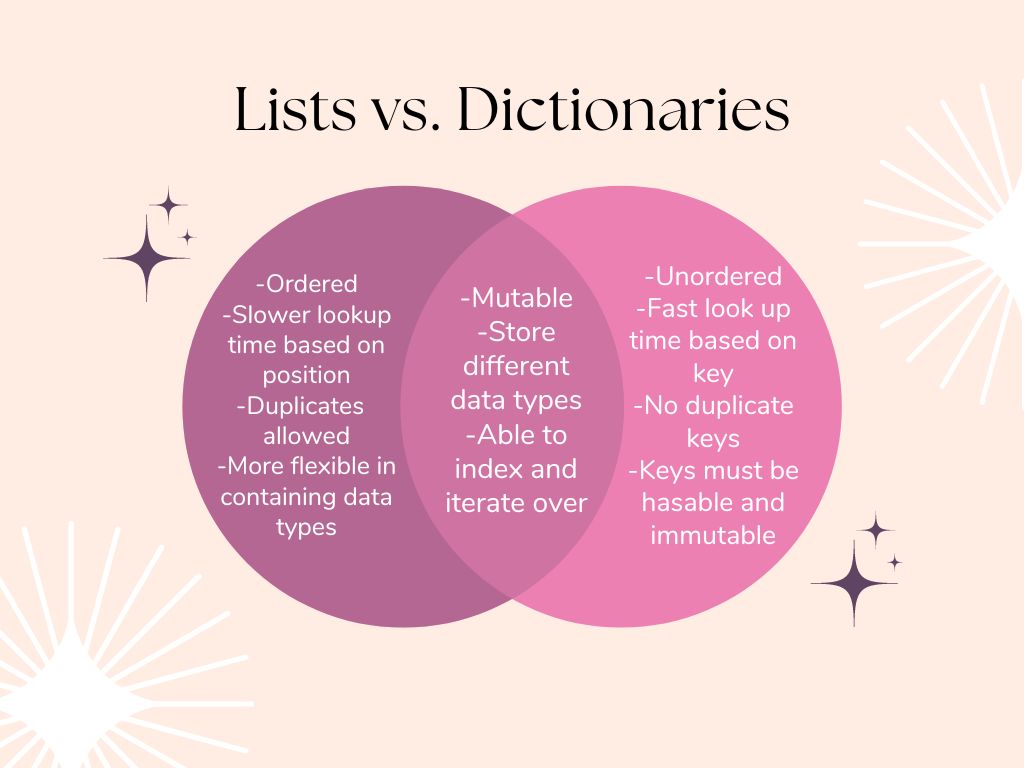 Lists vs. Dictionaries
-Ordered
-Slower lookup
time based on
position
-Duplicates
allowed
-More flexible in
containing data
types
-Mutable
-Store
different
data types
-Able to
index and
iterate over
-Unordered
-Fast look up
time based on
key
-No duplicate
keys
-Keys must be
hasable and
immutable